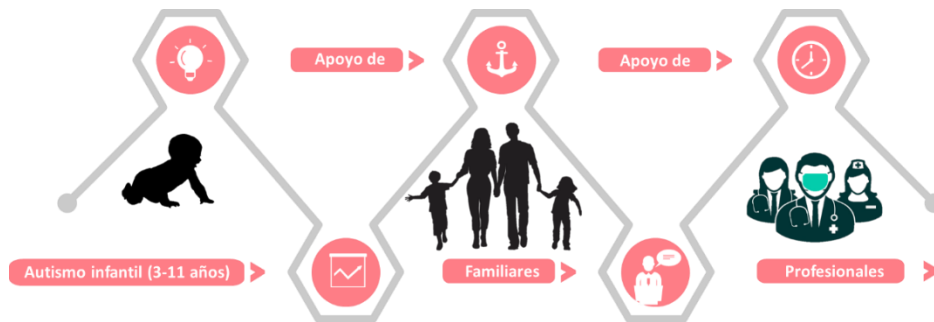 Apoyo de
Apoyo de
Autismo infantil (3-11 años)
Familiares
Profesionales